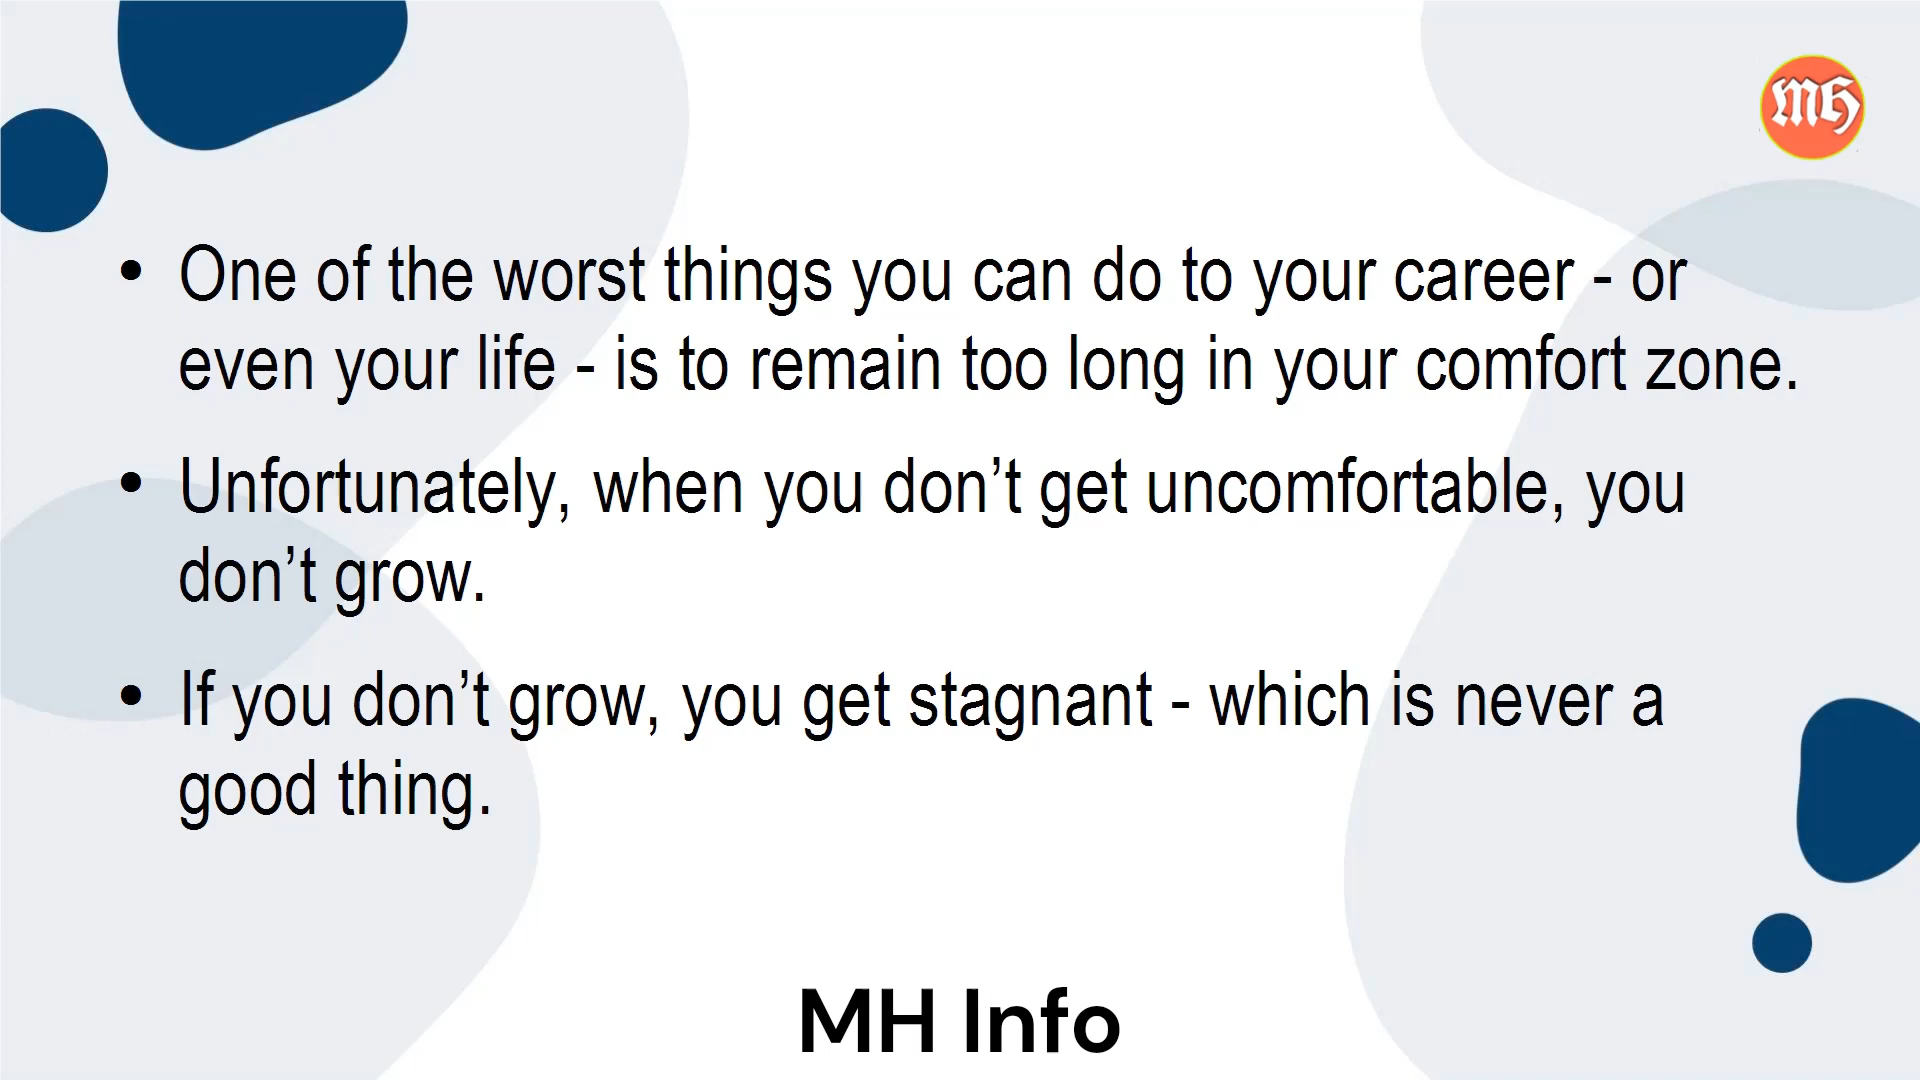 MH
• One of the worst things you can do to your career - or
even your life - is to remain too long in your comfort zone.
• Unfortunately, when you don’t get uncomfortable, you
don’t grow.
• If you don’t grow, you get stagnant - which is never a
good thing.
MH Info